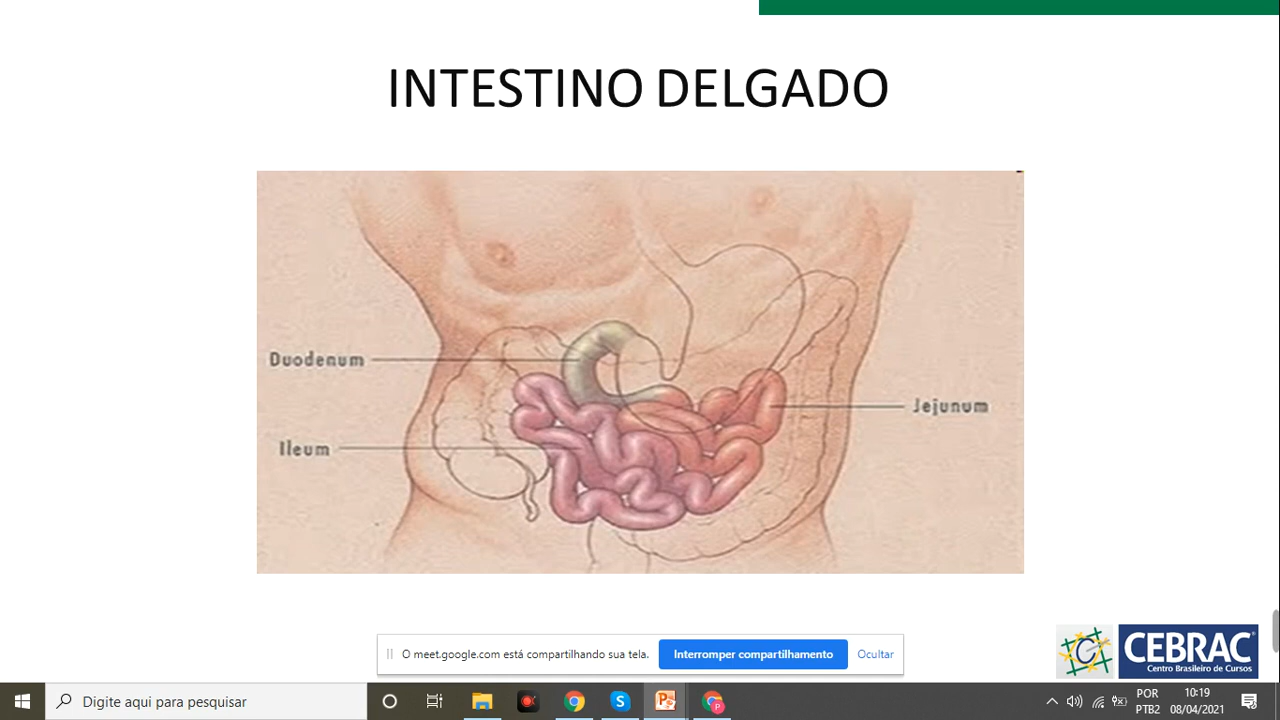 INTESTINO DELGADO
Duodenum
Jejunum
Ileum
O meet.google.com está compartilhando sua tela.
Interromper compartilhamento
Ocultar
CEBRAC®
Centro Brasileiro de Cursos
Digite aqui para pesquisar
POR
PTB2
10:19
08/04/2021